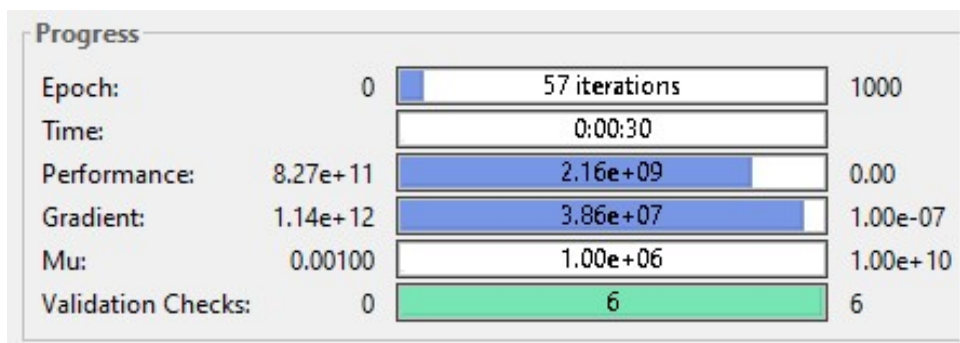 Progress
Epoch: 0 57 iterations 1000
Time: 0:00:30
Performance: 8.27e+11 2.16e+09 0.00
Gradient: 1.14e+12 3.86e+07 1.00e-07
Mu: 0.00100 1.00e+06 1.00e+10
Validation Checks: 0 6 6